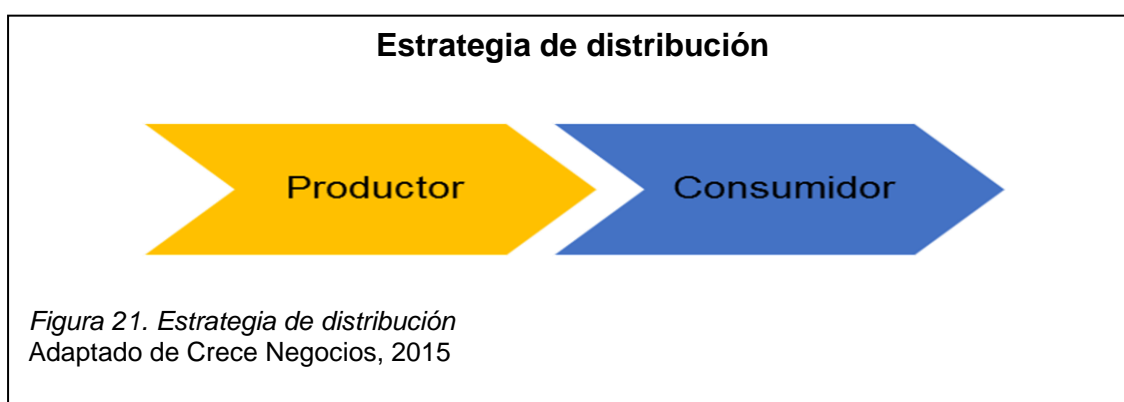 Estrategia de distribución
Productor
Consumidor
Figura 21. Estrategia de distribución
Adaptado de Crece Negocios, 2015